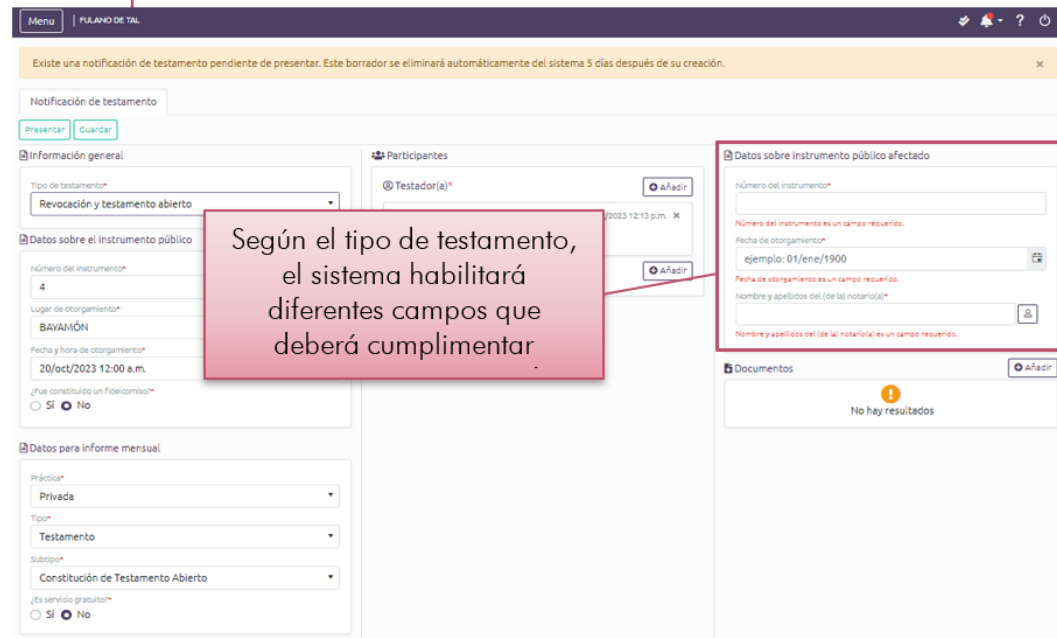 Menu
FULANO DE TAL
?
Existe una notificación de testamento pendiente de presentar. Este borrador se eliminará automáticamente del sistema 5 días después de su creación.
×
Notificación de testamento
Presentar
Guardar
Información general
Tipo de testamento*
Revocación y testamento abierto
Datos sobre el instrumento público
Número del instrumento*
4
Lugar de otorgamiento*
BAYAMÓN
Fecha y hora de otorgamiento*
20/oct/2023 12:00 a.m.
¿Fue constituido un Fideicomiso?*
Sí No
Datos para informe mensual
Práctica*
Privada
Tipo*
Testamento
Subtipo*
Constitución de Testamento Abierto
¿Es servicio gratuito?*
Sí No
Participantes
Testador(a)*
Añadir
/2023 12:13 p.m. ×
Añadir
Según el tipo de testamento,
el sistema habilitará
diferentes campos que
deberá cumplimentar
.
Datos sobre instrumento público afectado
Número del instrumento*
Número del instrumento es un campo requerido.
Fecha de otorgamiento*
ejemplo: 01/ene/1900
Fecha de otorgamiento es un campo requerido.
Nombre y apellidos del (de la) notario(a)*
Nombre y apellidos del (de la) notario(a) es un campo requerido.
Documentos
Añadir
No hay resultados